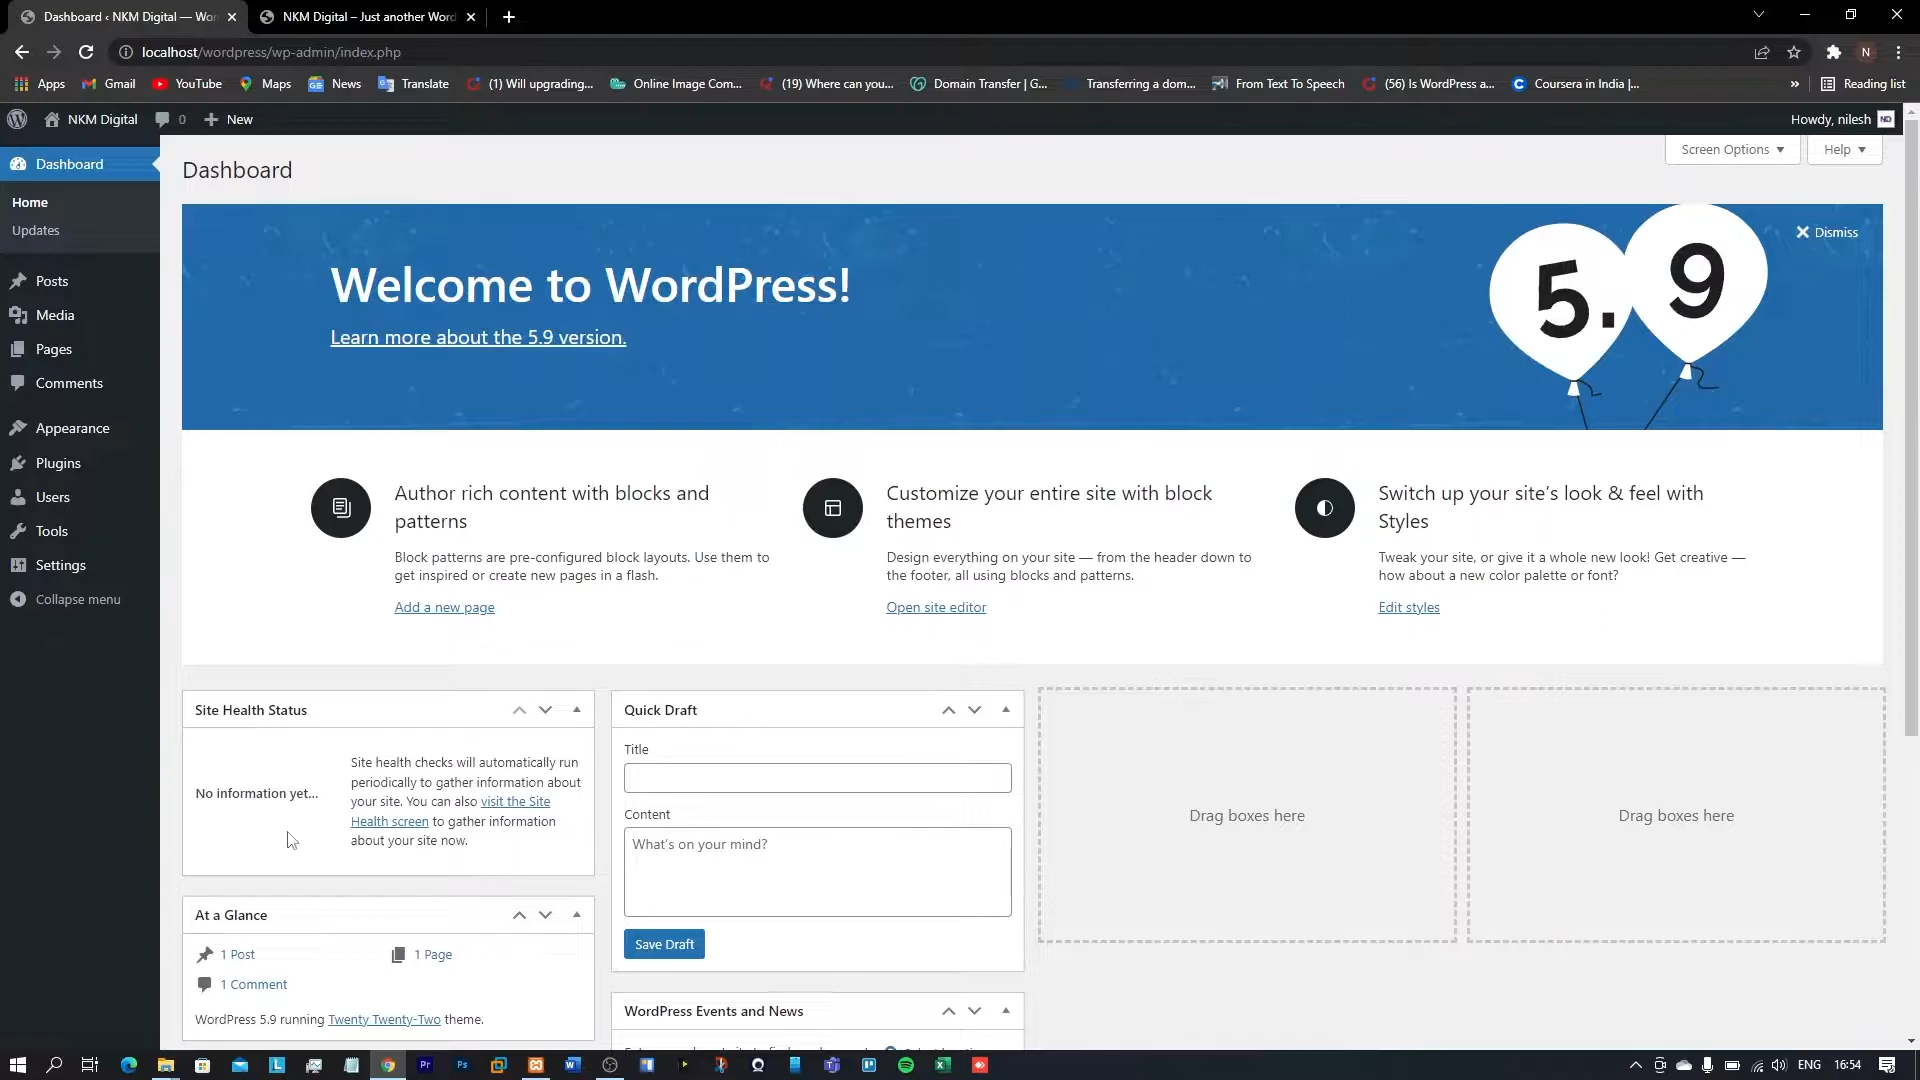 Dashboard ‹ NKM Digital — Wor
NKM Digital – Just another Word
localhost/wordpress/wp-admin/index.php
N
Apps
Gmail
YouTube
Maps
News
Translate
(1) Will upgrading...
Online Image Com...
(19) Where can you...
Domain Transfer | G...
Transferring a dom...
From Text To Speech
(56) Is WordPress a...
Coursera in India |...
»
Reading list
NKM Digital
0
New
Howdy, nilesh
Dashboard
Home
Updates
Posts
Media
Pages
Comments
Appearance
Plugins
Users
Tools
Settings
Collapse menu
Dashboard
Screen Options
Help
Welcome to WordPress!
Learn more about the 5.9 version.
5.9
Dismiss
Author rich content with blocks and
patterns
Block patterns are pre-configured block layouts. Use them to
get inspired or create new pages in a flash.
Add a new page
Customize your entire site with block
themes
Design everything on your site — from the header down to
the footer, all using blocks and patterns.
Open site editor
Switch up your site's look & feel with
Styles
Tweak your site, or give it a whole new look! Get creative —
how about a new color palette or font?
Edit styles
Site Health Status
No information yet...
Site health checks will automatically run
periodically to gather information about
your site. You can also visit the Site
Health screen to gather information
about your site now.
At a Glance
1 Post
1 Page
1 Comment
WordPress 5.9 running Twenty Twenty-Two theme.
Quick Draft
Title
Content
What's on your mind?
Save Draft
WordPress Events and News
Drag boxes here
Drag boxes here
L
Pr
Ps
ENG
16:54